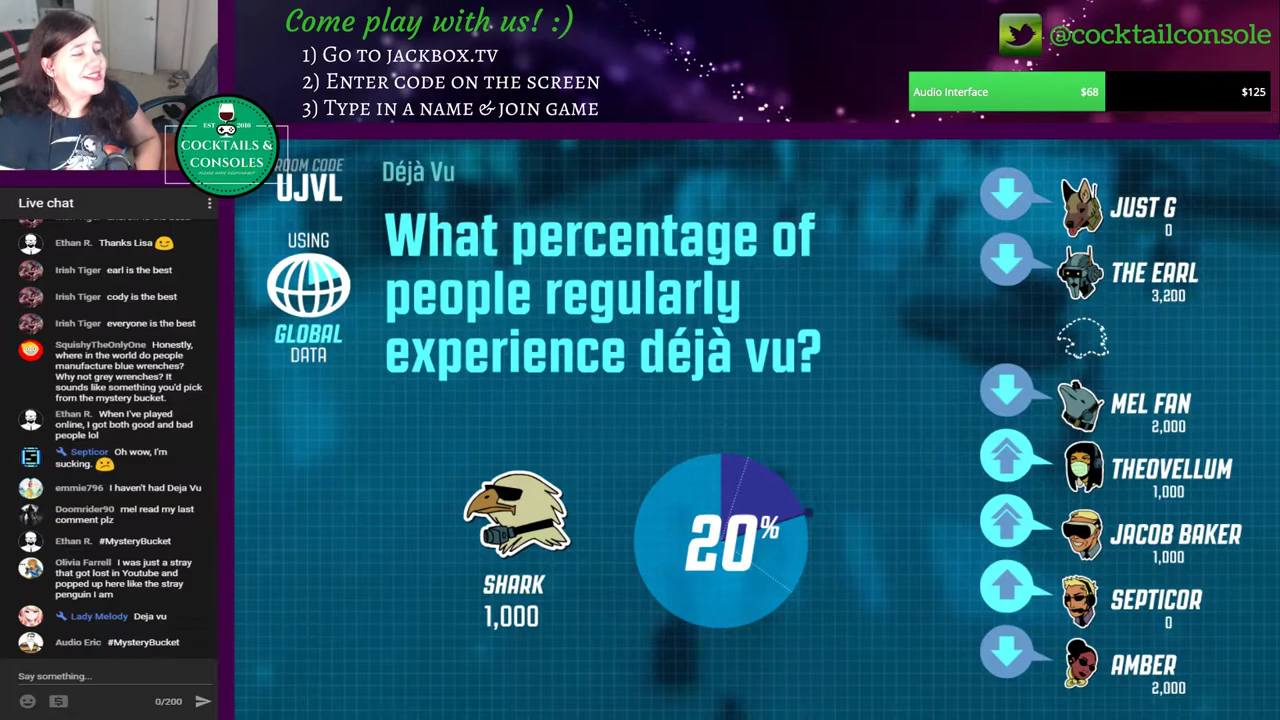 Come play with us! :)
1) Go to jackbox.tv
2) Enter code on the screen
3) Type in a name & join game
@cocktailconsole
Audio Interface $68 $125
EST 2016
COCKTAILS &
CONSOLES
Live chat
Ethan R. Thanks Lisa
Irish Tiger earl is the best
Irish Tiger cody is the best
Irish Tiger everyone is the best
SquishyTheOnlyOne Honestly,
where in the world do people
manufacture blue wrenches?
Why not grey wrenches? It
sounds like something you'd pick
from the mystery bucket.
Ethan R. When I've played
online, I got both good and bad
people lol
Septicor Oh wow, I'm
sucking.
emmie796 I haven't had Deja Vu
Doomrider90 mel read my last
comment plz
Ethan R. #MysteryBucket
Olivia Farrell I was just a stray
that got lost in Youtube and
popped up here like the stray
penguin I am
Lady Melody Deja vu
Audio Eric #MysteryBucket
Say something...
0/200
ROOM CODE
UJVL
USING
GLOBAL
DATA
Déjà Vu
What percentage of
people regularly
experience déjà vu?
SHARK
1,000
20%
JUST G
0
THE EARL
3,200
MEL FAN
2,000
THEOVELLUM
1,000
JACOB BAKER
1,000
SEPTICOR
0
AMBER
2,000